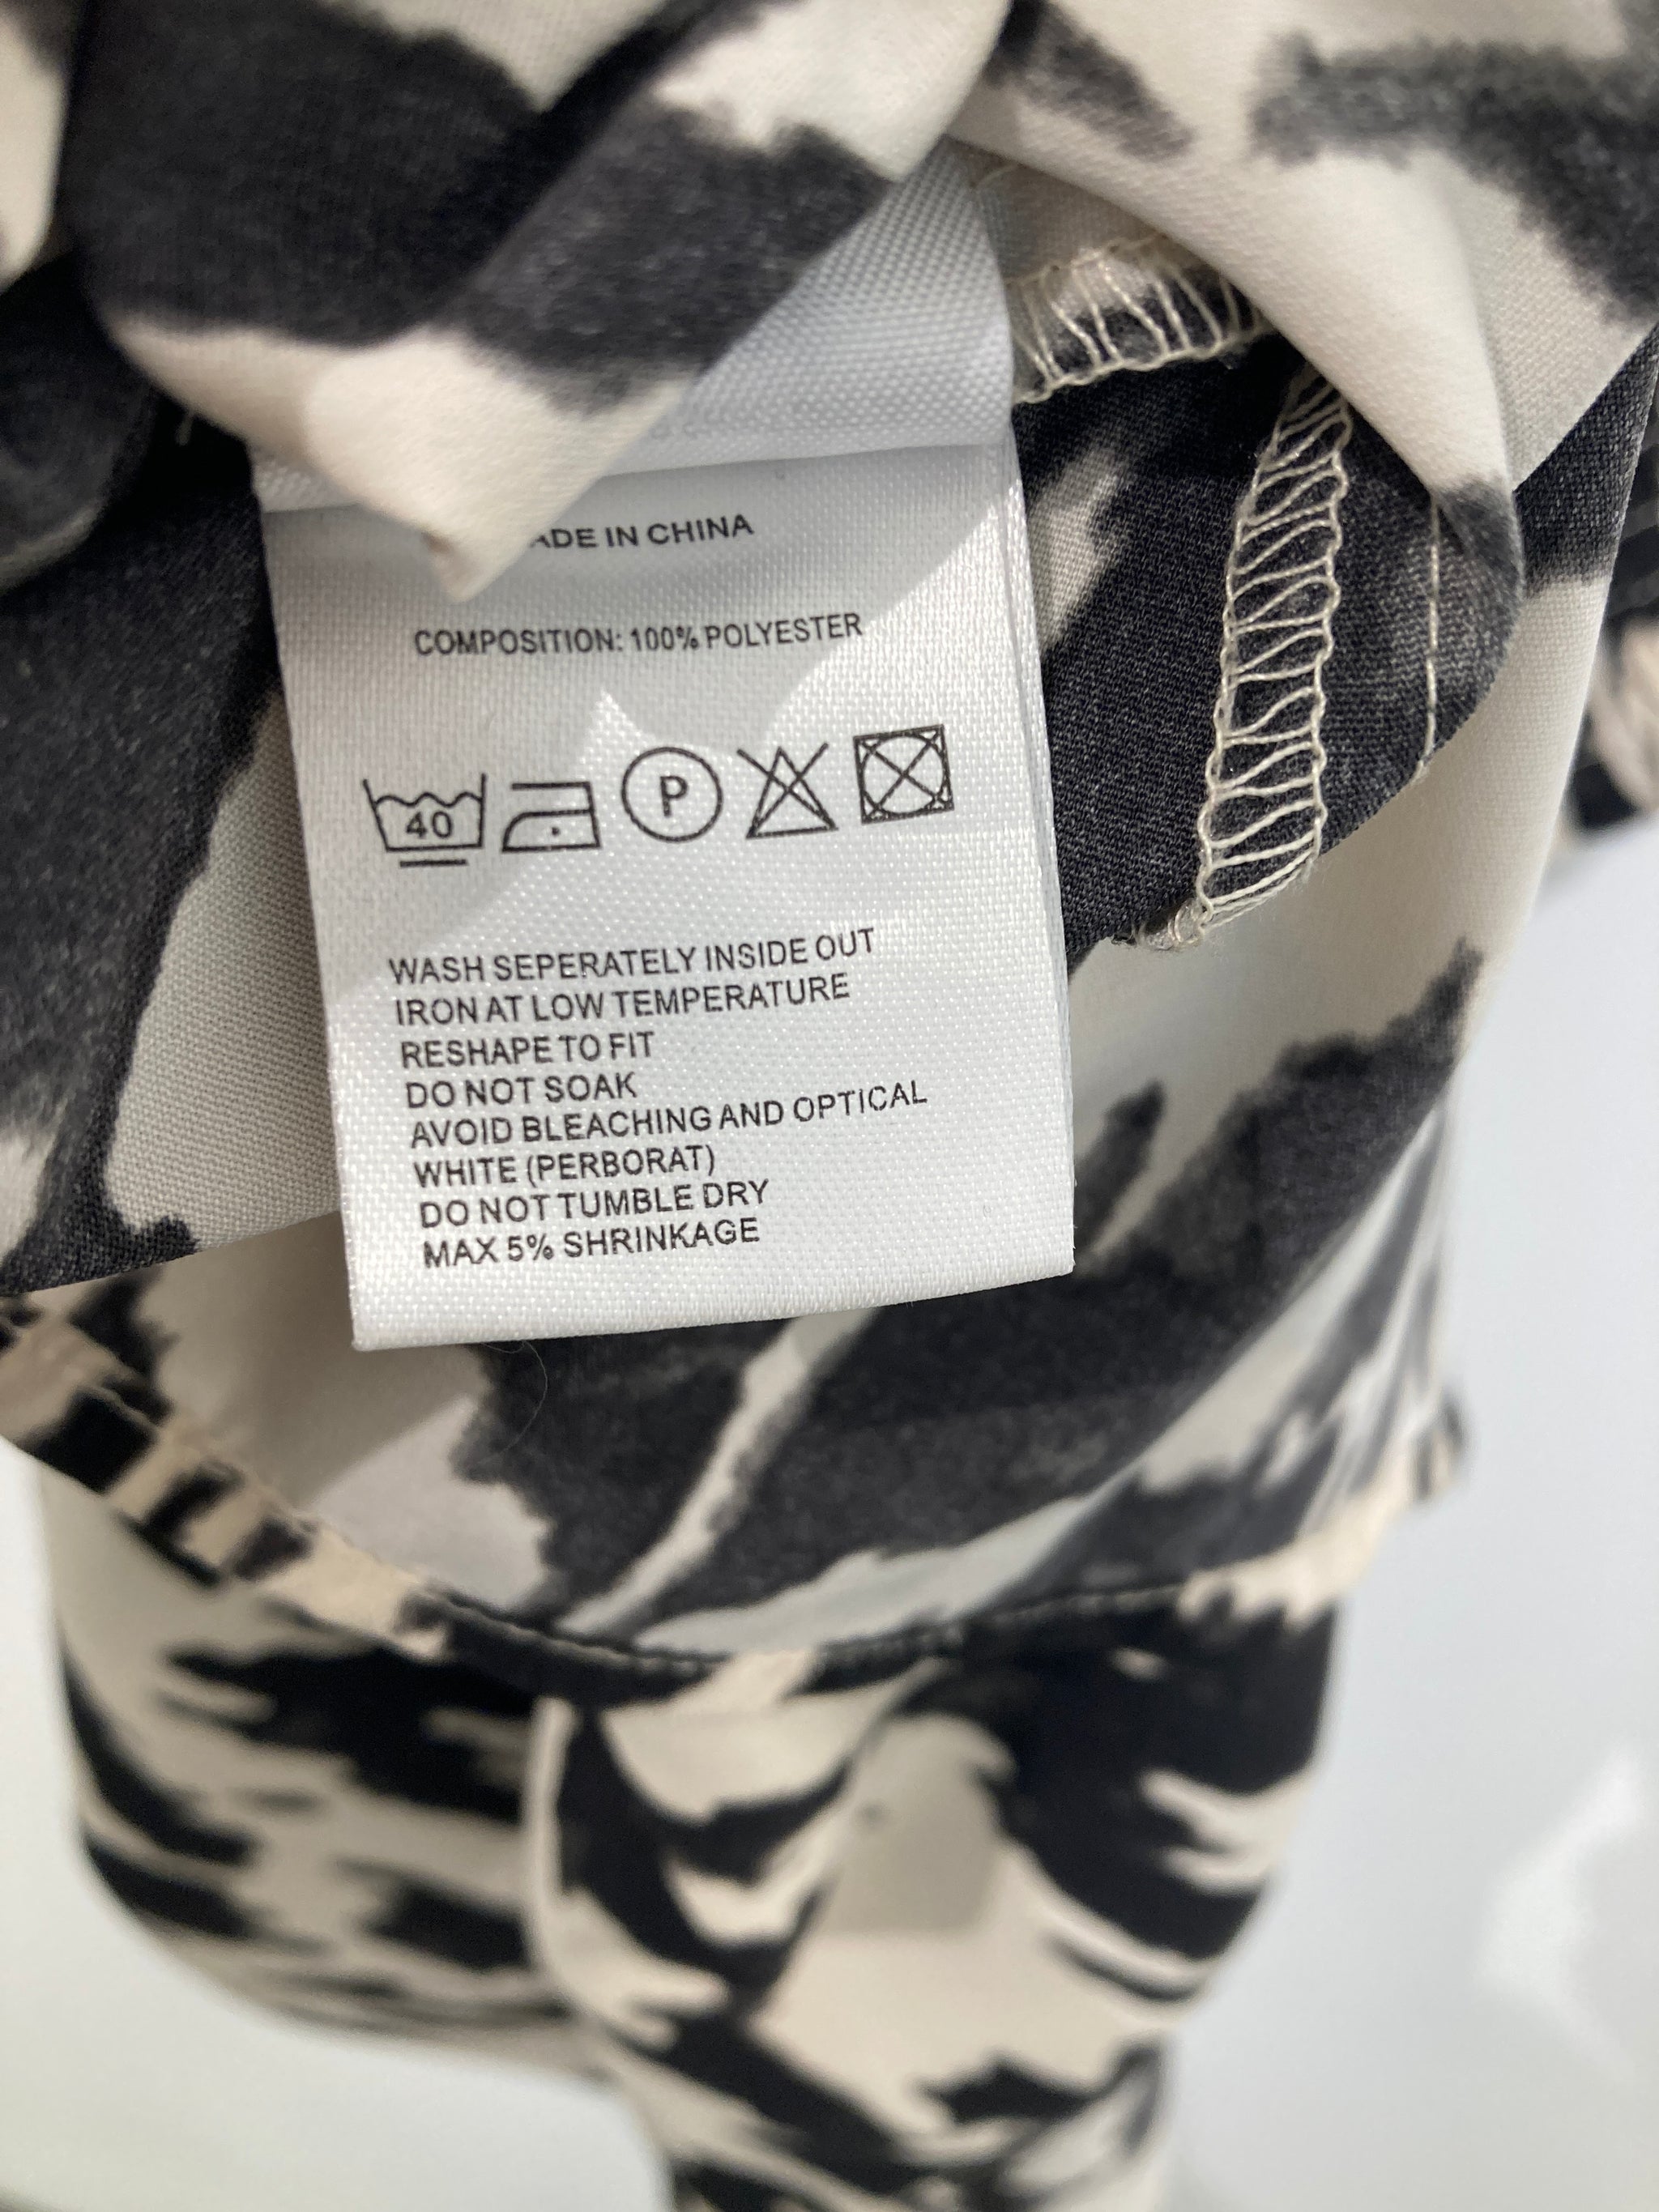 ADE IN CHINA
COMPOSITION: 100% POLYESTER
40 P
WASH SEPERATELY INSIDE OUT
IRON AT LOW TEMPERATURE
RESHAPE TO FIT
DO NOT SOAK
AVOID BLEACHING AND OPTICAL
WHITE (PERBORAT)
DO NOT TUMBLE DRY
MAX 5% SHRINKAGE